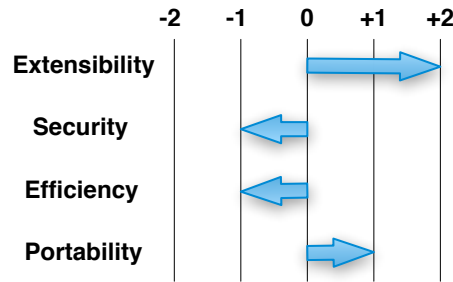 -2 -1 0 +1 +2
Extensibility
Security
Efficiency
Portability